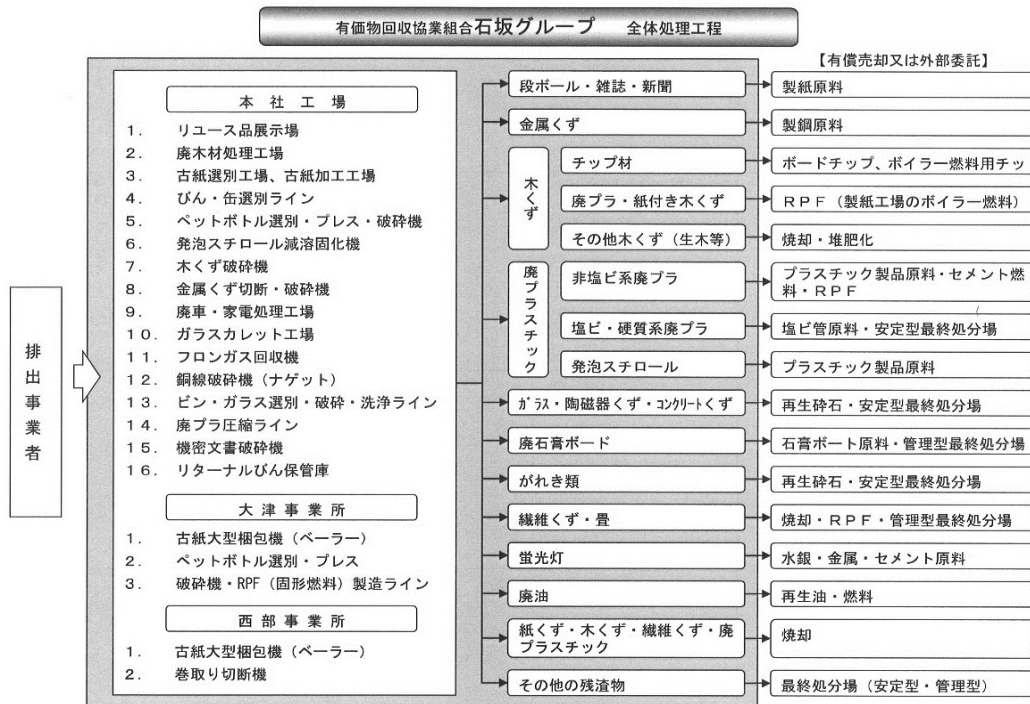 有価物回収協業組合石坂グループ 全体処理工程
【有償売却又は外部委託】
排出事業者
本社工場
1. リユース品展示場
2. 廃木材処理工場
3. 古紙選別工場、古紙加工工場
4. びん・缶選別ライン
5. ペットボトル選別・プレス・破砕機
6. 発泡スチロール減溶固化機
7. 木くず破砕機
8. 金属くず切断・破砕機
9. 廃車・家電処理工場
10. ガラスカレット工場
11. フロンガス回収機
12. 銅線破砕機(ナゲット)
13. ビン・ガラス選別・破砕・洗浄ライン
14. 廃プラ圧縮ライン
15. 機密文書破砕機
16. リターナルびん保管庫
大津事業所
1. 古紙大型梱包機(ベーラー)
2. ペットボトル選別・プレス
3. 破砕機・RPF(固形燃料)製造ライン
西部事業所
1. 古紙大型梱包機(ベーラー)
2. 巻取り切断機
段ボール・雑誌・新聞
製紙原料
金属くず
製鋼原料
木くず
チップ材
ボードチップ、ボイラー燃料用チッ
廃プラ・紙付き木くず
RPF(製紙工場のボイラー燃料)
その他木くず(生木等)
焼却・堆肥化
廃プラスチック
非塩ビ系廃プラ
プラスチック製品原料・セメント燃
料・RPF
塩ビ・硬質系廃プラ
塩ビ管原料・安定型最終処分場
発泡スチロール
プラスチック製品原料
ガラス・陶磁器くず・コンクリートくず
再生砕石・安定型最終処分場
廃石膏ボード
石膏ボート原料・管理型最終処分場
がれき類
再生砕石・安定型最終処分場
繊維くず・畳
焼却・RPF・管理型最終処分場
蛍光灯
水銀・金属・セメント原料
廃油
再生油・燃料
紙くず・木くず・繊維くず・廃
プラスチック
焼却
その他の残渣物
最終処分場(安定型・管理型)